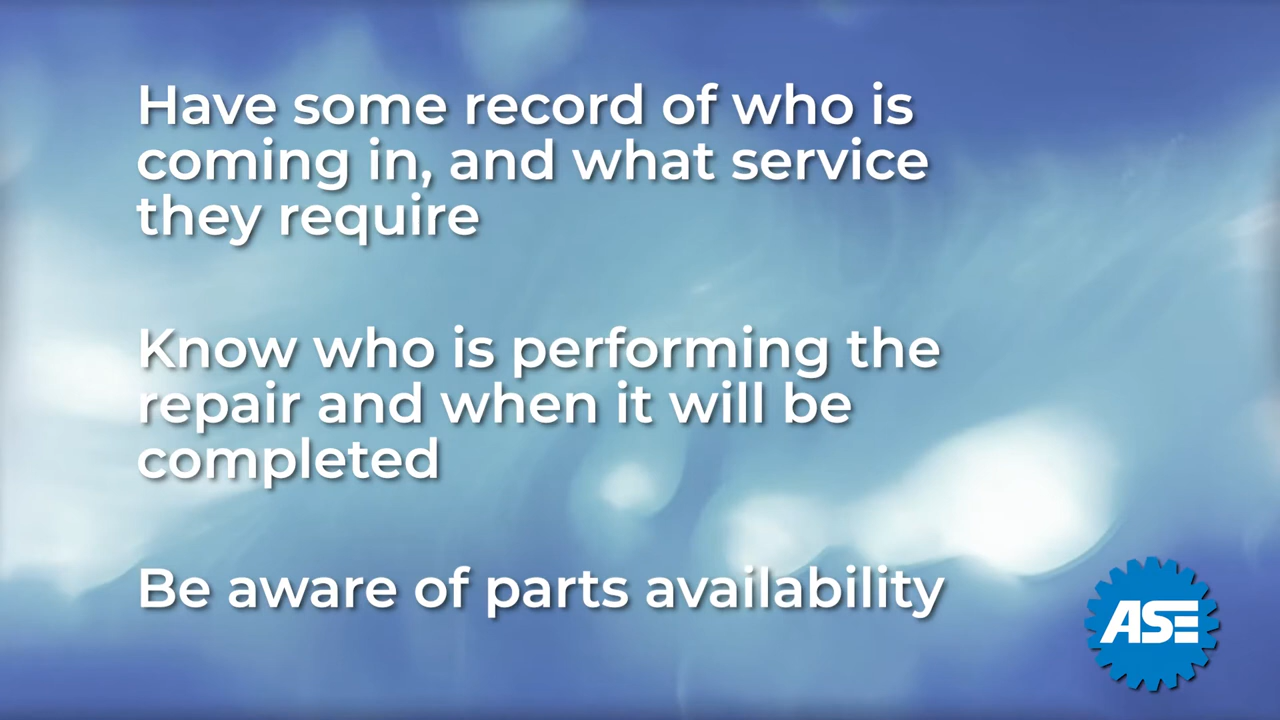 Have some record of who is
coming in, and what service
they require
Know who is performing the
repair and when it will be
completed
Be aware of parts availability
ASE